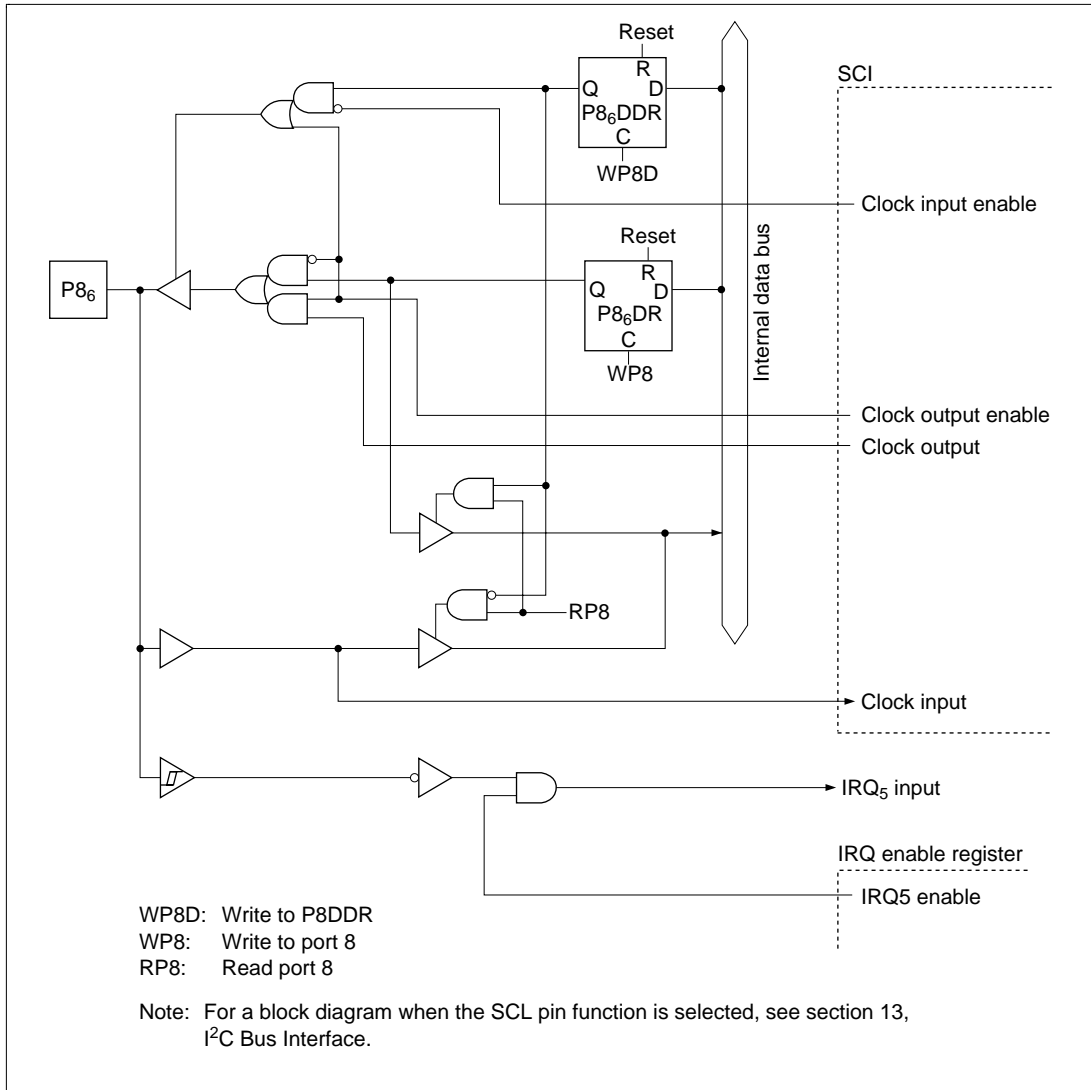 Reset
R
Q
D
P8₆DDR
C
WP8D
SCI
Clock input enable
Reset
R
Q
D
P8₆DR
C
WP8
P8₆
Internal data bus
Clock output enable
Clock output
RP8
Clock input
IRQ₅ input
IRQ enable register
IRQ5 enable
WP8D: Write to P8DDR
WP8: Write to port 8
RP8: Read port 8
Note: For a block diagram when the SCL pin function is selected, see section 13,
I²C Bus Interface.